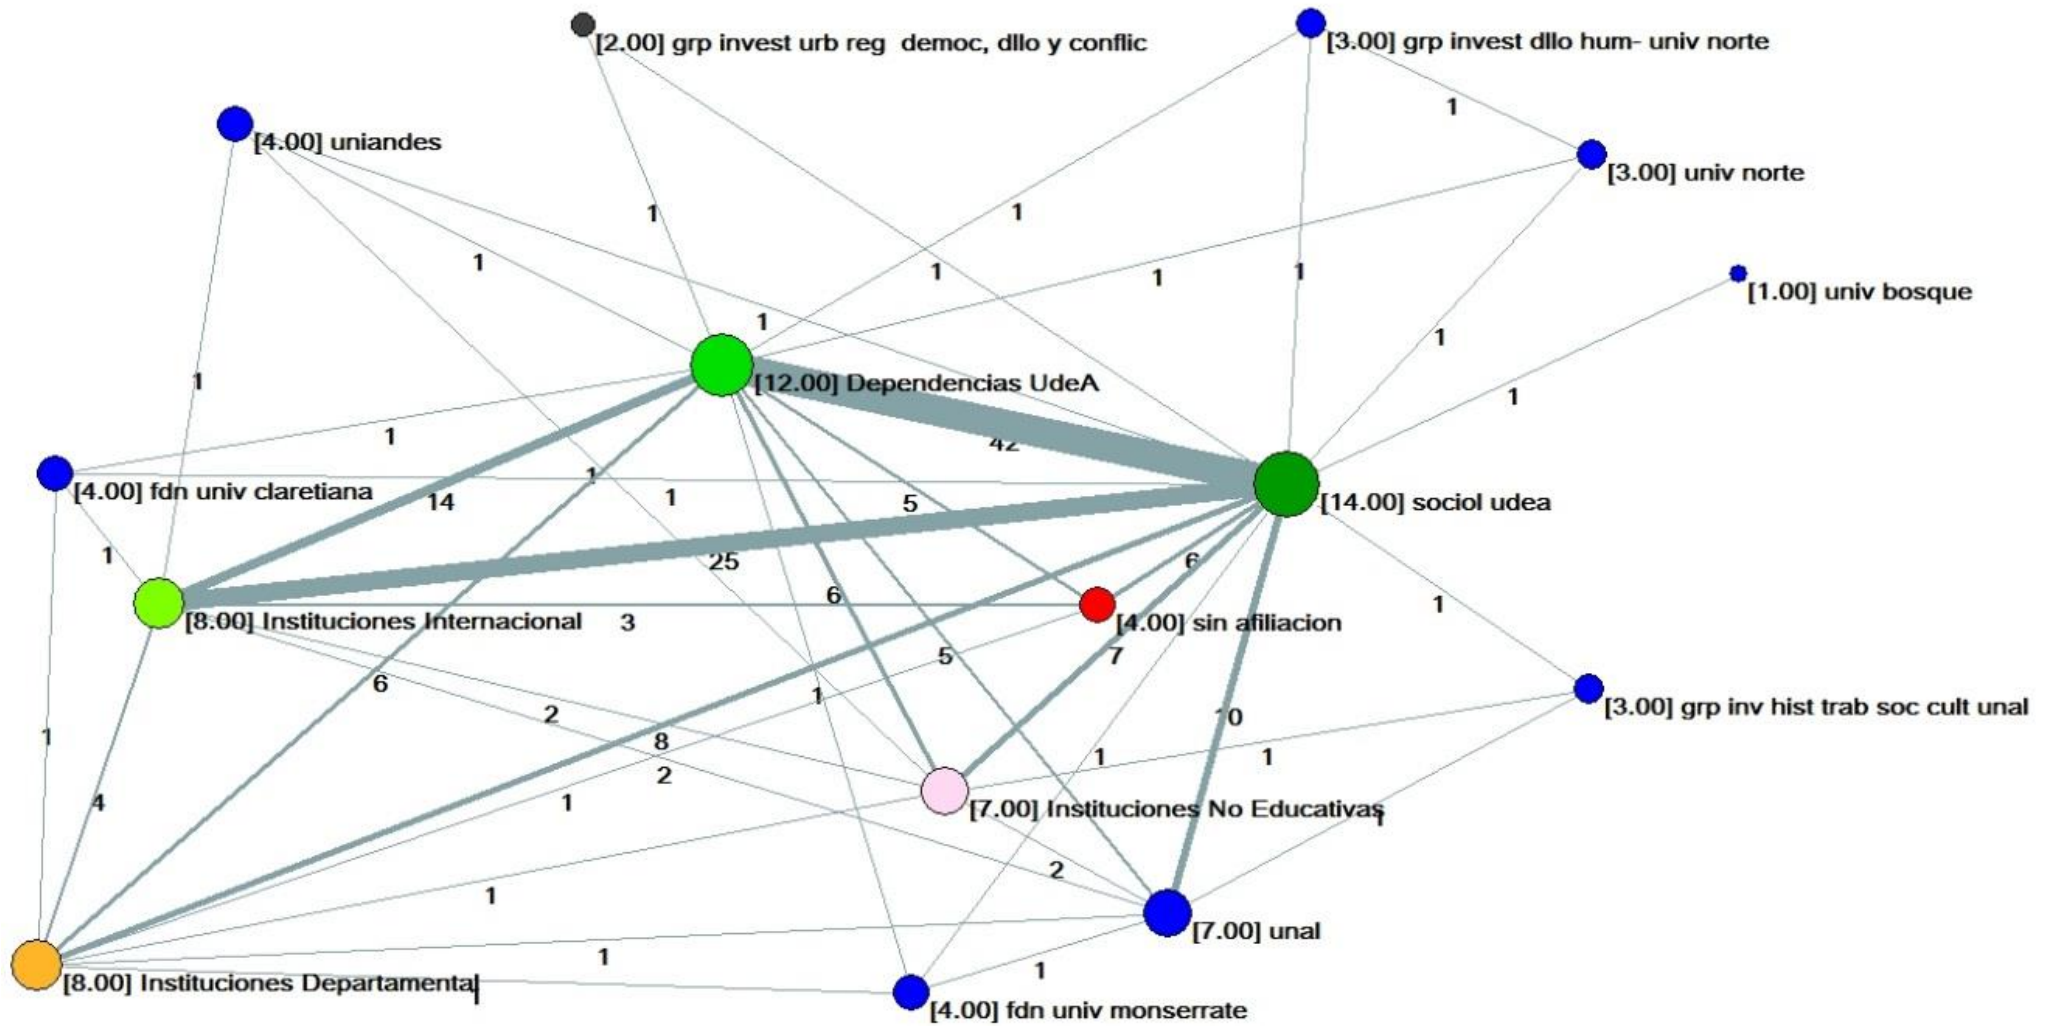 [2.00] grp invest urb reg  democ, dllo y conflic
[3.00] grp invest dllo hum- univ norte
1
[4.00] uniandes
[3.00] univ norte
1
1
1
1
1
1
[1.00] univ bosque
1
1
1
[12.00] Dependencias UdeA
1
1
42
1
[4.00] fdn univ claretiana
14
1
5
[14.00] sociol udea
1
25
6
6
1
[8.00] Instituciones Internacional
3
[4.00] sin afiliacion
5
7
6
1
2
[3.00] grp inv hist trab soc cult unal
10
1
8
1
1
2
4
1
[7.00] Instituciones No Educativas
1
2
1
[7.00] unal
1
1
[8.00] Instituciones Departamental
[4.00] fdn univ monserrate